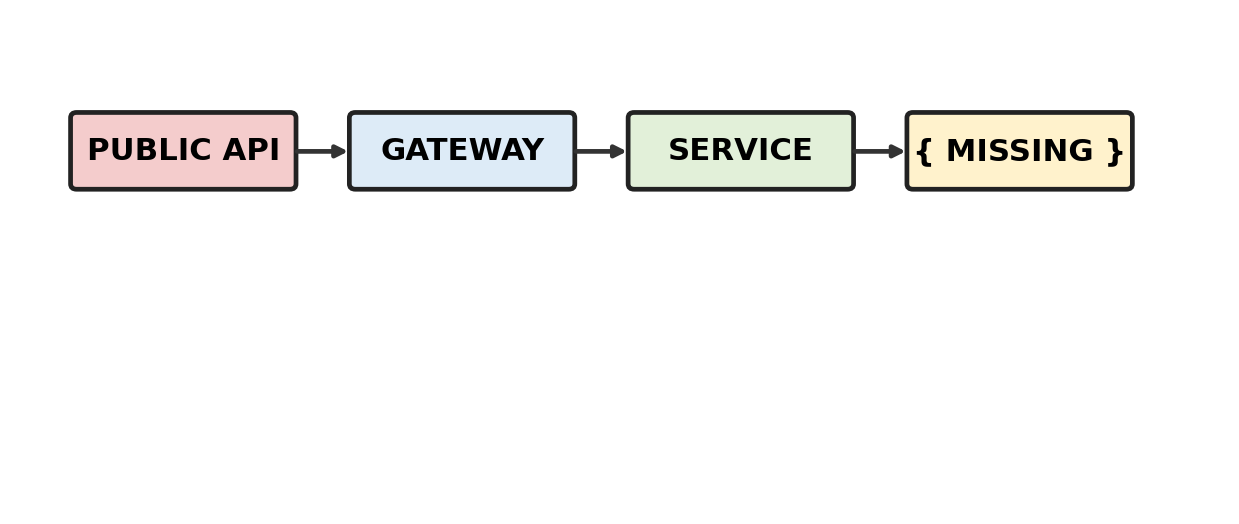 PUBLIC API GATEWAY SERVICE { MISSING }